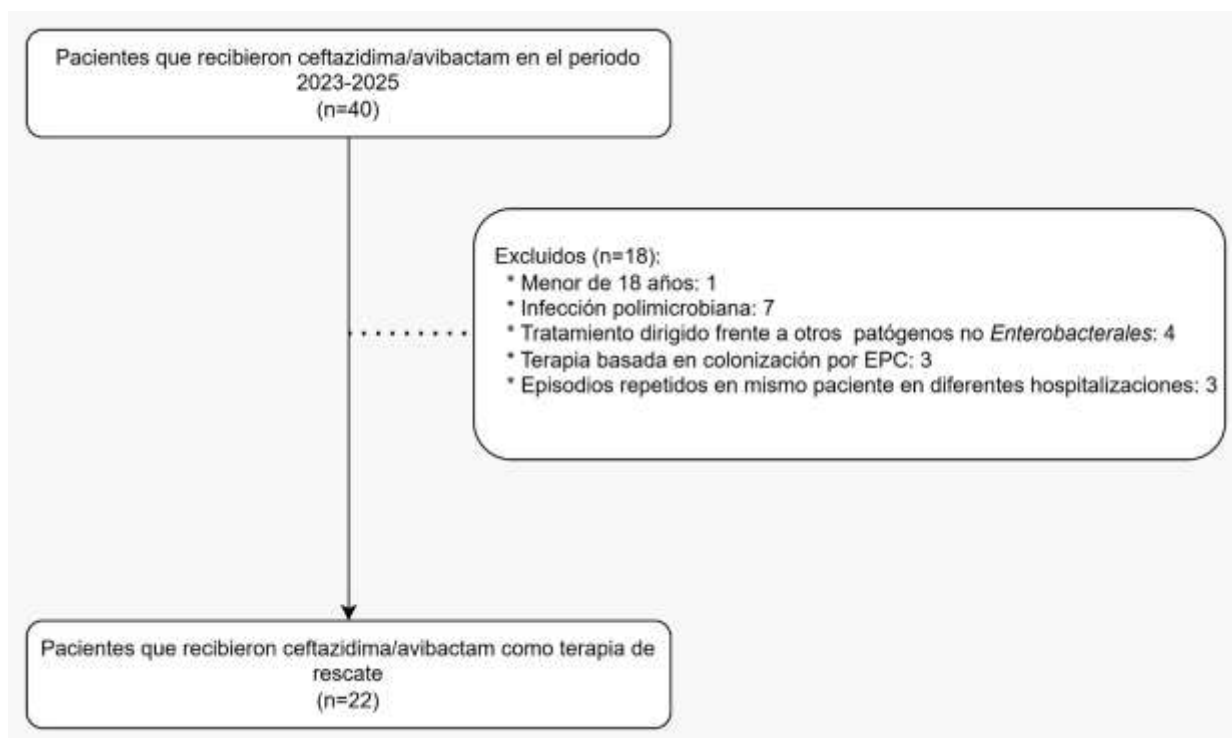 Pacientes que recibieron ceftazidima/avibactam en el periodo
2023-2025
(n=40)
Excluidos (n=18):
* Menor de 18 años: 1
* Infección polimicrobiana: 7
* Tratamiento dirigido frente a otros patógenos no Enterobacterales: 4
* Terapia basada en colonización por EPC: 3
* Episodios repetidos en mismo paciente en diferentes hospitalizaciones: 3
Pacientes que recibieron ceftazidima/avibactam como terapia de
rescate
(n=22)